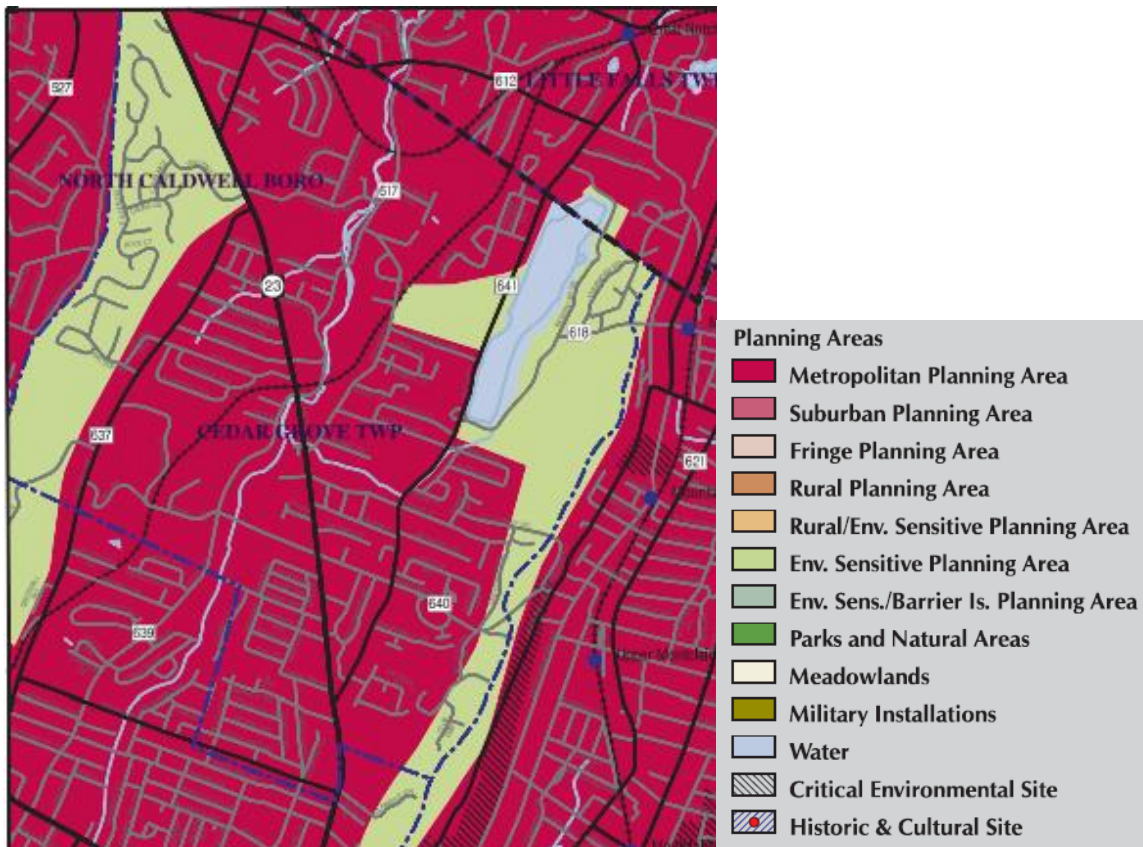 527
612
LITTLE FALLS TWP
NORTH CALDWELL BORO
517
23
641
618
637
CEDAR GROVE TWP
621
640
639
Planning Areas
Metropolitan Planning Area
Suburban Planning Area
Fringe Planning Area
Rural Planning Area
Rural/Env. Sensitive Planning Area
Env. Sensitive Planning Area
Env. Sens./Barrier Is. Planning Area
Parks and Natural Areas
Meadowlands
Military Installations
Water
Critical Environmental Site
Historic & Cultural Site